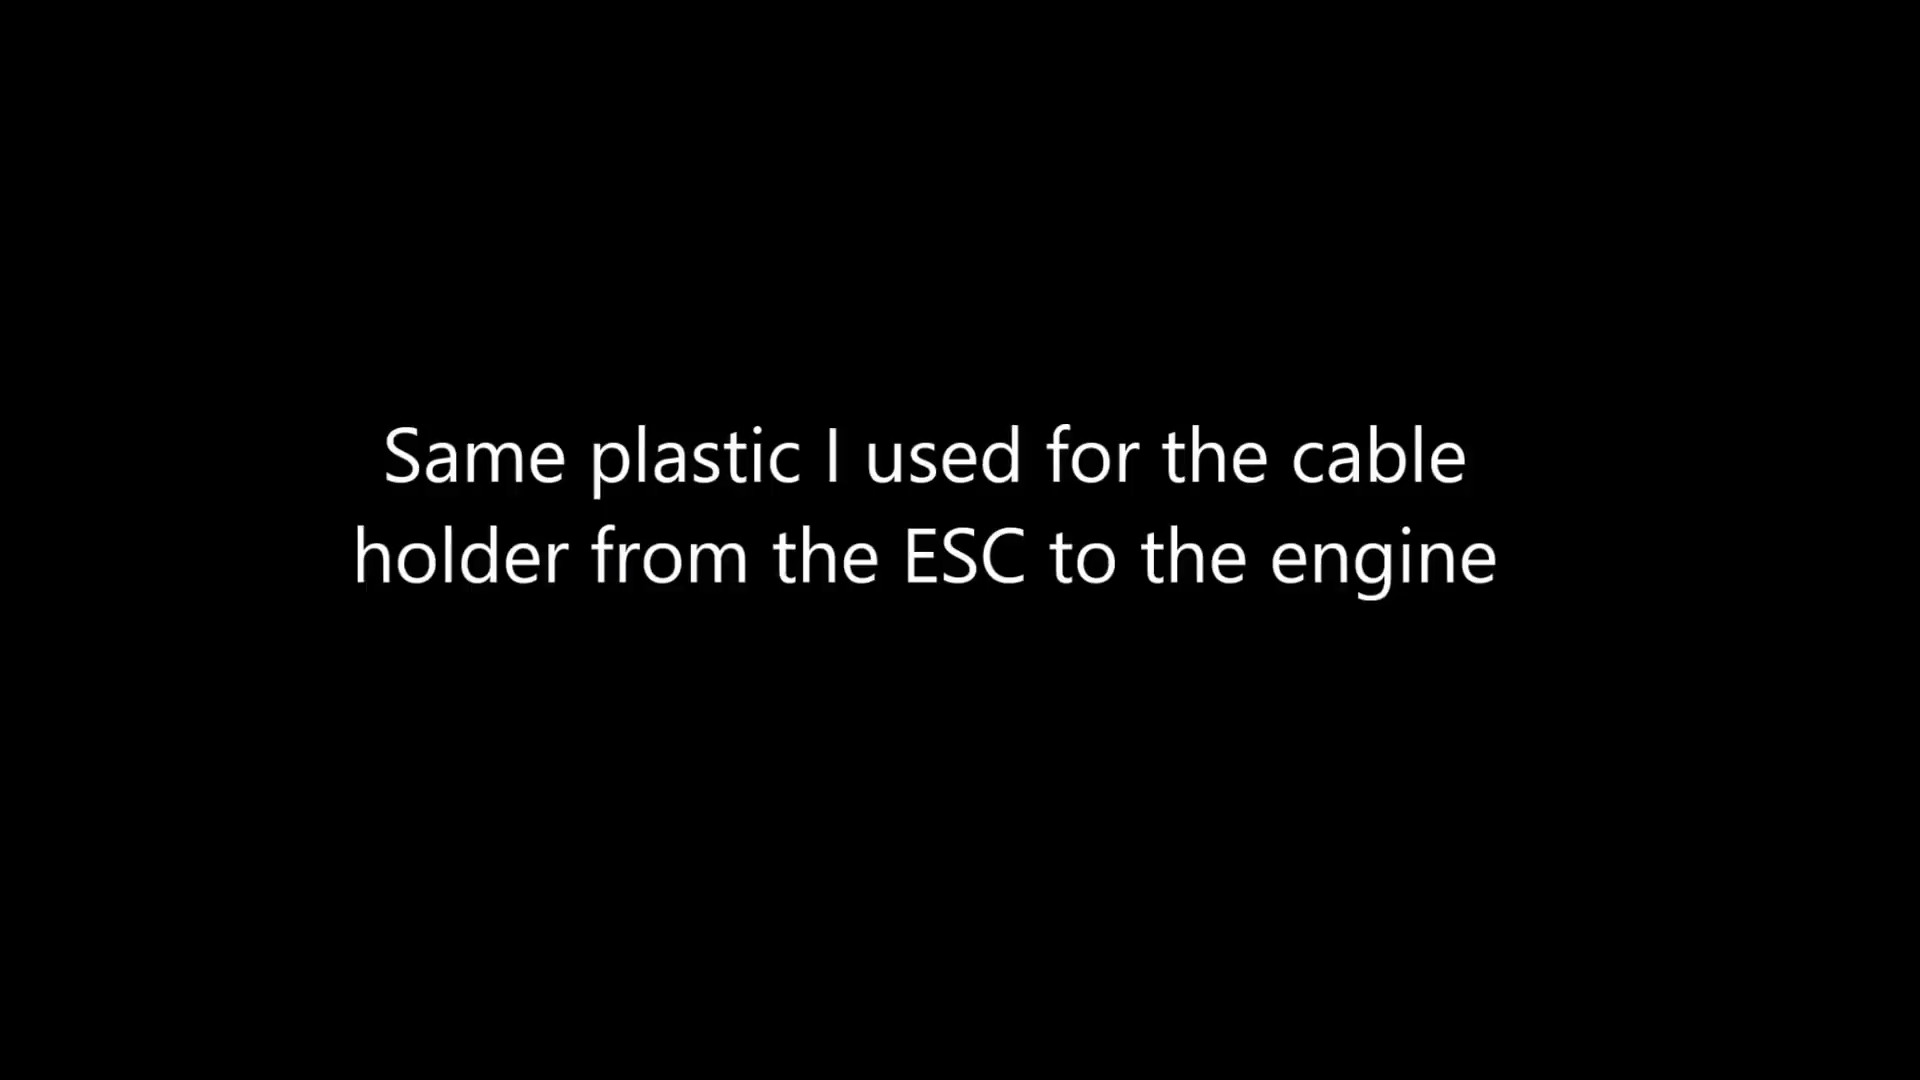 Same plastic I used for the cable
holder from the ESC to the engine